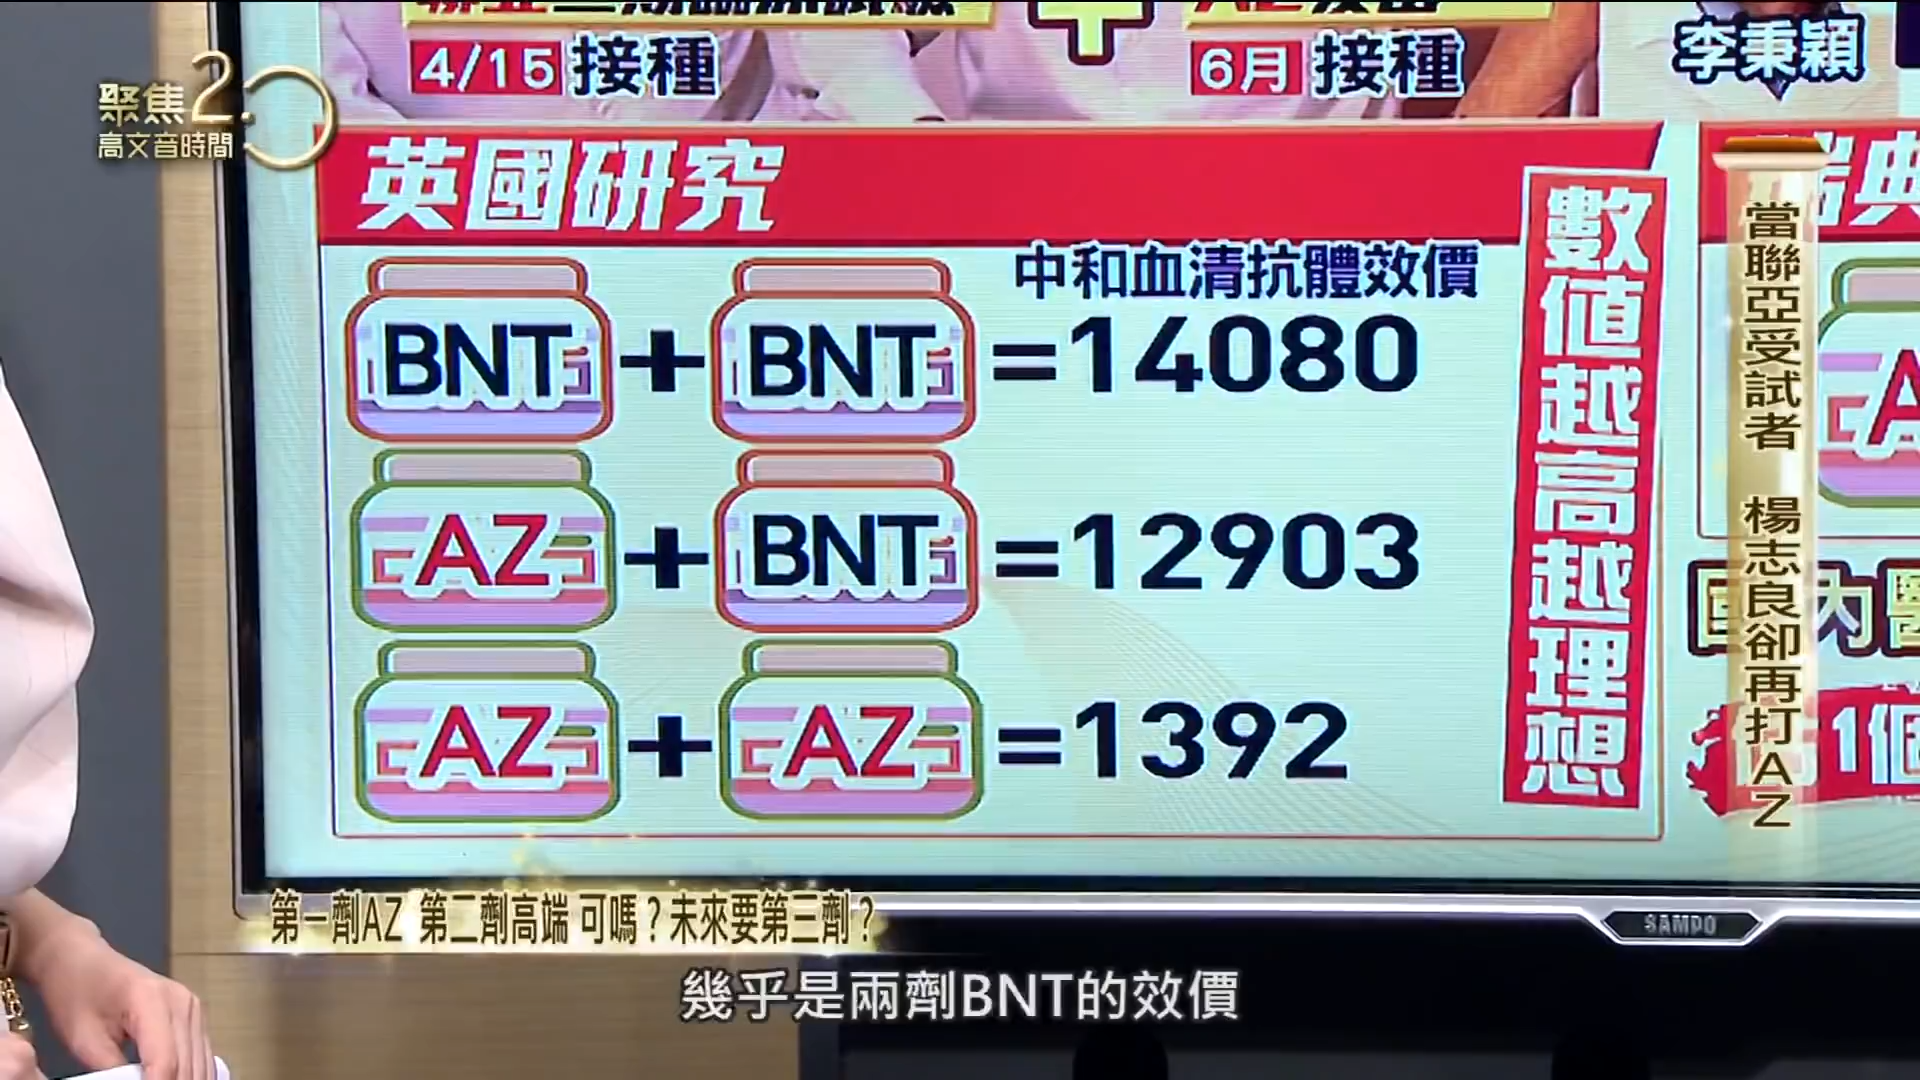 4/15 接種
6月 接種
李秉穎
聚焦2.0
高文音時間
英國研究
中和血清抗體效價
BNT + BNT =14080
AZ + BNT =12903
AZ + AZ =1392
數值越高越理想
當聯亞受試者 楊志良卻再打AZ
第一劑AZ 第二劑高端 可嗎？未來要第三劑？
SAMPO
幾乎是兩劑BNT的效價